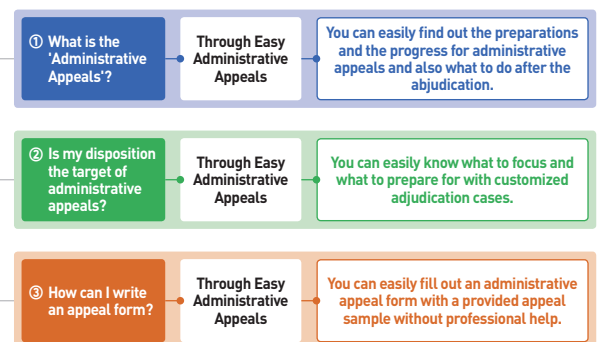 ① What is the
'Administrative
Appeals'?
Through Easy
Administrative
Appeals
You can easily find out the preparations
and the progress for administrative
appeals and also what to do after the
abjudication.
② Is my disposition
the target of
administrative
appeals?
Through Easy
Administrative
Appeals
You can easily know what to focus and
what to prepare for with customized
adjudication cases.
③ How can I write
an appeal form?
Through Easy
Administrative
Appeals
You can easily fill out an administrative
appeal form with a provided appeal
sample without professional help.